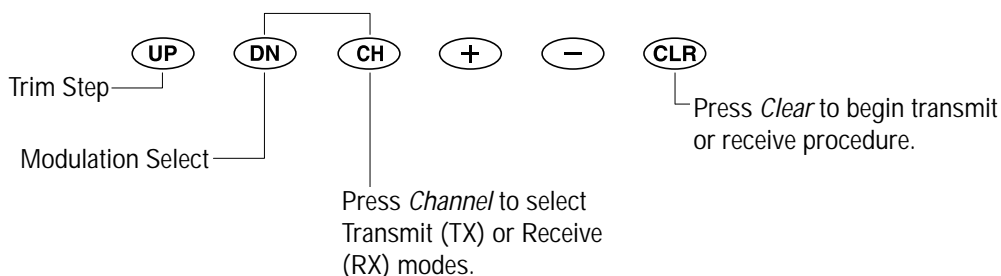 UP DN CH + − CLR
Trim Step
Modulation Select
Press Clear to begin transmit
or receive procedure.
Press Channel to select
Transmit (TX) or Receive
(RX) modes.